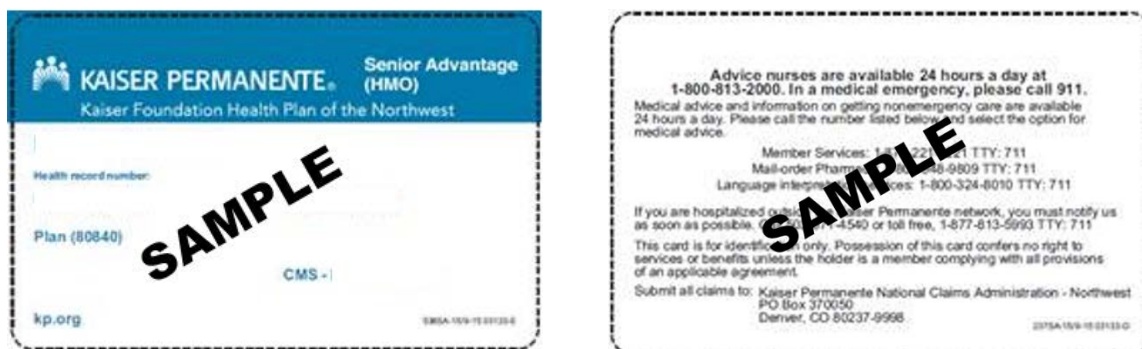 KAISER PERMANENTE®
Senior Advantage
(HMO)
Kaiser Foundation Health Plan of the Northwest
Health record number:
SAMPLE
Plan (80840)
CMS -
kp.org
Advice nurses are available 24 hours a day at
1-800-813-2000. In a medical emergency, please call 911.
Medical advice and information on getting nonemergency care are available
24 hours a day. Please call the number listed below and select the option for
medical advice.
Member Services: TTY: 711
Mail-order TTY: 711
Language 1-800-324-8010 TTY: 711
SAMPLE
If you are hospitalized Kaiser Permanente network, you must notify us
as soon as possible. or toll free, 1-877-813-5993 TTY: 711
This card is for only. Possession of this card confers no right to
services or benefits unless the holder is a member complying with all provisions
of an applicable agreement.
Submit all claims to: Kaiser Permanente National Claims Administration - Northwest
PO Box 370050
Denver, CO 80237-9998